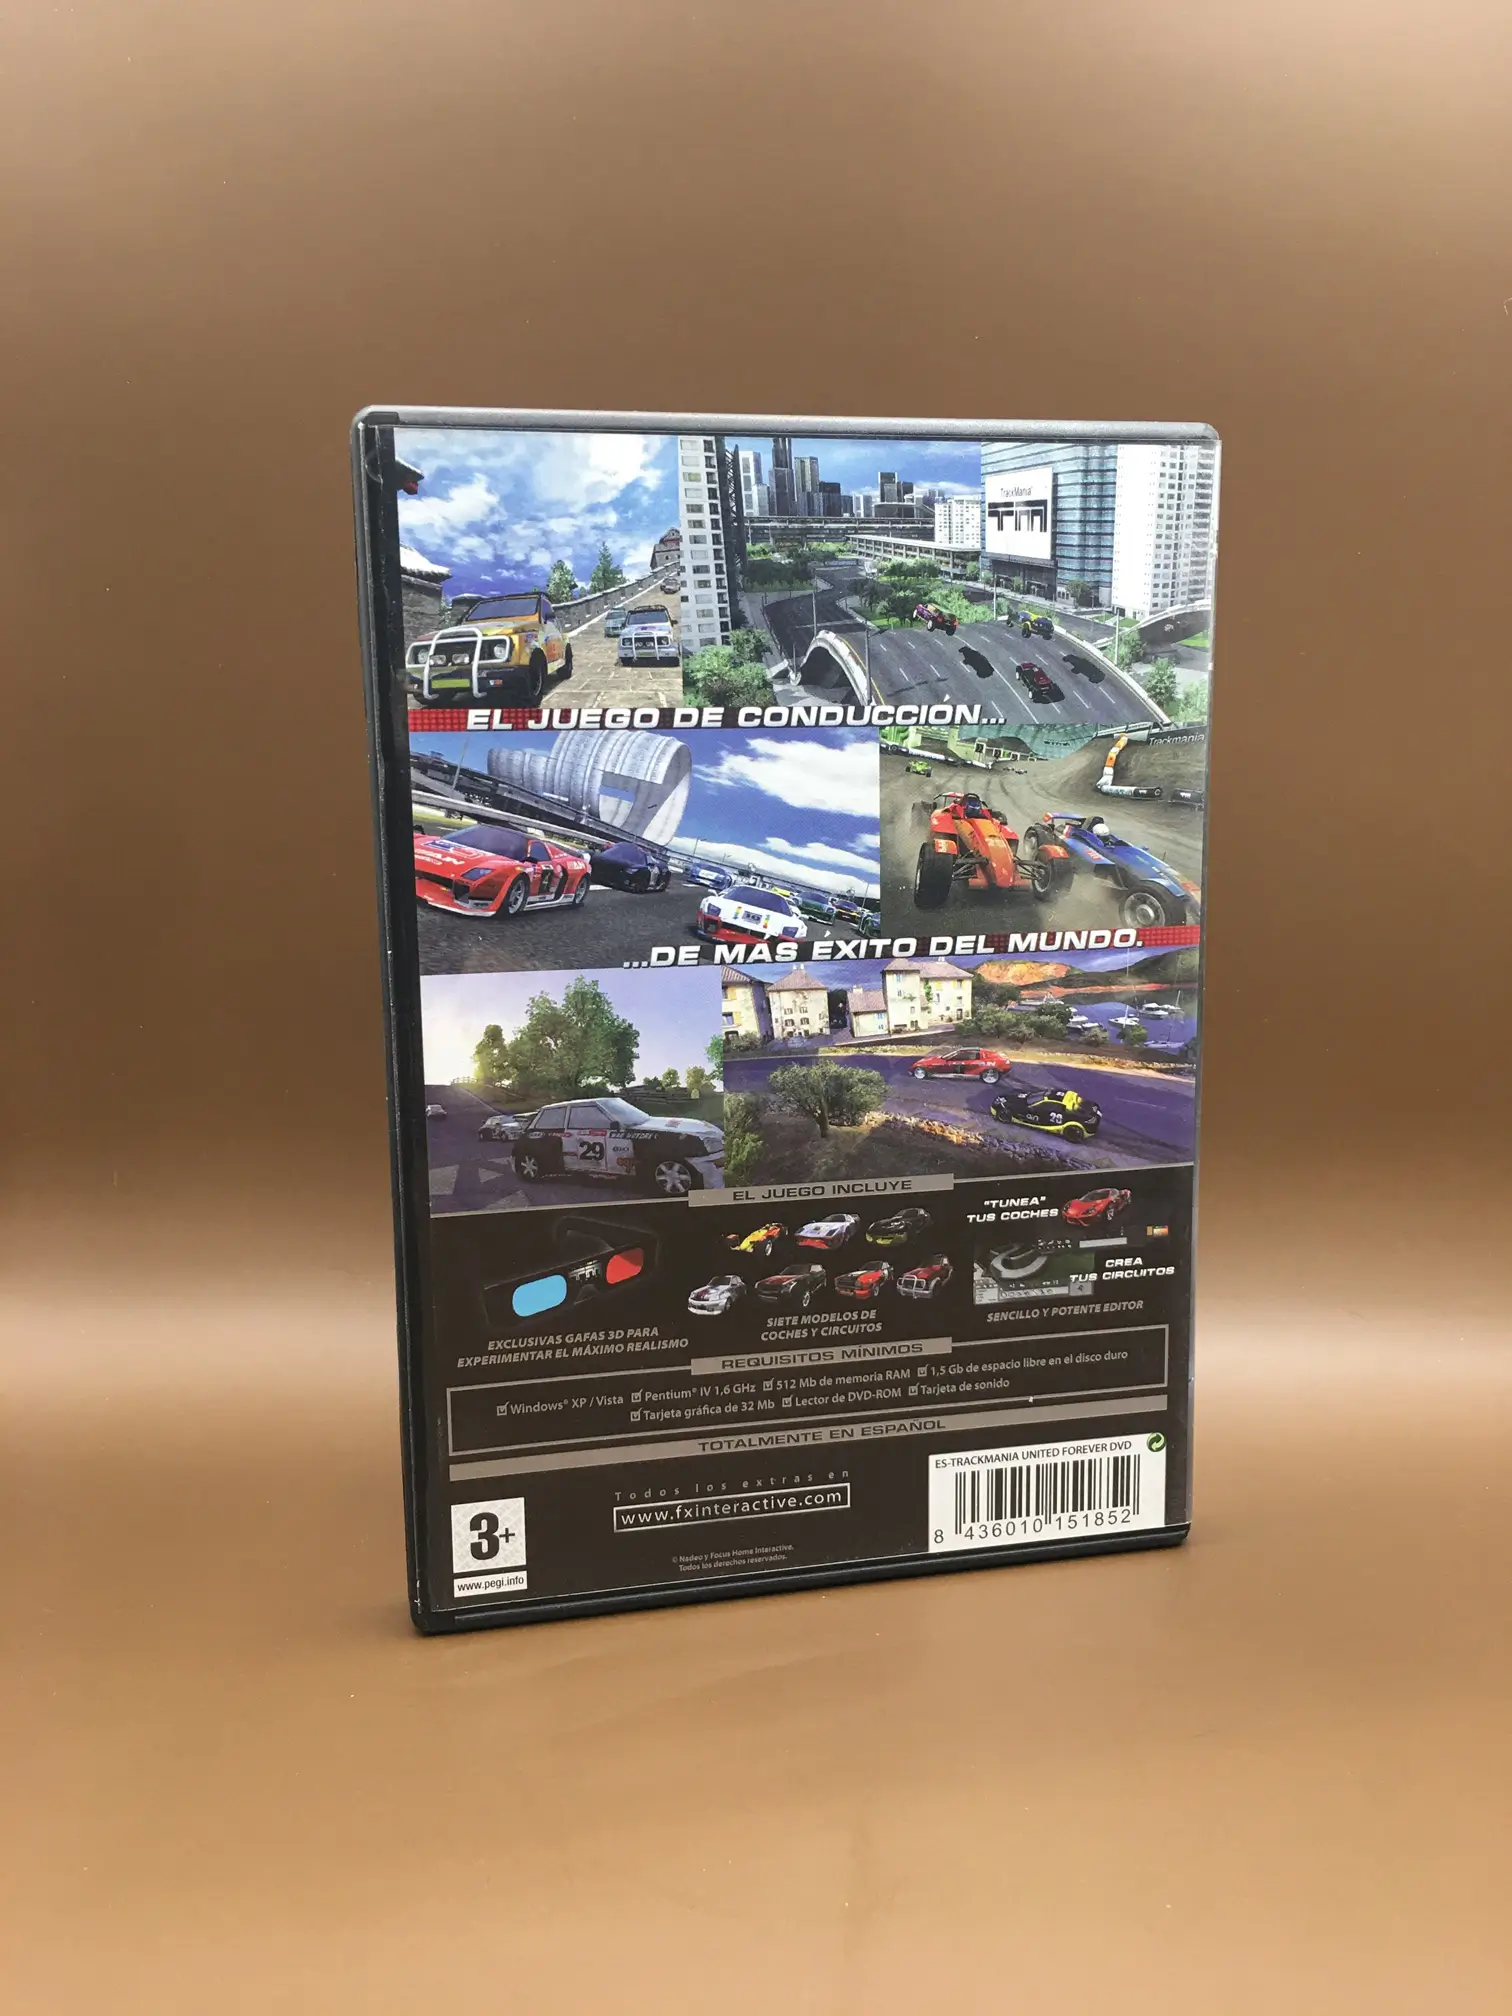 TrackMania
TM
EL JUEGO DE CONDUCCIÓN...
Trackmania
...DE MAS ÉXITO DEL MUNDO.
29
20
EL JUEGO INCLUYE
"TUNEA"
TUS COCHES
CREA
TUS CIRCUITOS
SENCILLO Y POTENTE EDITOR
SIETE MODELOS DE
COCHES Y CIRCUITOS
EXCLUSIVAS GAFAS 3D PARA
EXPERIMENTAR EL MÁXIMO REALISMO
REQUISITOS MÍNIMOS
Windows® XP / Vista Pentium® IV 1,6 GHz 512 Mb de memoria RAM 1,5 Gb de espacio libre en el disco duro
Tarjeta gráfica de 32 Mb Lector de DVD-ROM Tarjeta de sonido
TOTALMENTE EN ESPAÑOL
Todos los extras en
www.fxinteractive.com
ES-TRACKMANIA UNITED FOREVER DVD
8 436010 151852
3+
www.pegi.info
© Nadeo y Focus Home Interactive.
Todos los derechos reservados.